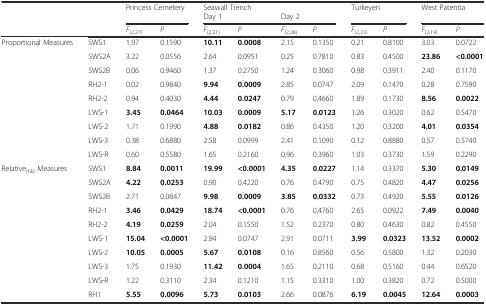 Princess Cemetery Seawall Trench Turkeyen West Patentia
Day 1 Day 2
F(2,27) P F(2,21) P F(2,28) P F(2,23) P F(2,19) P
Proportional Measures SWS1 1.97 0.1590 10.11 0.0008 2.15 0.1350 0.21 0.8100 3.03 0.0722
SWS2A 3.22 0.0556 2.64 0.0951 0.25 0.7810 0.83 0.4500 23.86 <0.0001
SWS2B 0.06 0.9460 1.37 0.2750 1.24 0.3060 0.98 0.3911 2.40 0.1170
RH2-1 0.02 0.9840 9.94 0.0009 2.85 0.0747 2.09 0.1470 0.28 0.7590
RH2-2 0.94 0.4030 4.44 0.0247 0.79 0.4660 1.89 0.1730 8.56 0.0022
LWS-1 3.45 0.0464 10.03 0.0009 5.17 0.0123 1.26 0.3020 0.62 0.5470
LWS-2 1.71 0.1990 4.88 0.0182 0.86 0.4350 1.20 0.3200 4.01 0.0354
LWS-3 0.38 0.6880 2.58 0.0999 2.41 0.1090 0.12 0.8880 0.57 0.5740
LWS-R 0.60 0.5580 1.65 0.2160 0.96 0.3960 1.03 0.3730 1.59 0.2290
Relative(hk) Measures SWS1 8.84 0.0011 19.99 <0.0001 4.35 0.0227 1.14 0.3370 5.30 0.0149
SWS2A 4.22 0.0253 0.90 0.4220 0.76 0.4790 0.75 0.4820 4.47 0.0256
SWS2B 2.71 0.0847 9.98 0.0009 3.85 0.0332 0.73 0.4920 5.55 0.0126
RH2-1 3.46 0.0429 18.74 <0.0001 0.76 0.4760 2.65 0.0922 7.49 0.0040
RH2-2 4.19 0.0259 2.04 0.1550 1.52 0.2370 0.80 0.4630 0.82 0.4550
LWS-1 15.04 <0.0001 2.94 0.0747 2.91 0.0711 3.99 0.0323 13.52 0.0002
LWS-2 10.05 0.0005 5.67 0.0108 0.16 0.8560 0.56 0.5800 1.32 0.2030
LWS-3 1.75 0.1930 11.42 0.0004 1.65 0.2110 0.68 0.5160 0.44 0.6520
LWS-R 1.22 0.3110 2.34 0.1210 1.15 0.3310 1.00 0.3820 0.72 0.5000
RH1 5.55 0.0096 5.73 0.0103 2.66 0.0876 6.19 0.0045 12.64 0.0003